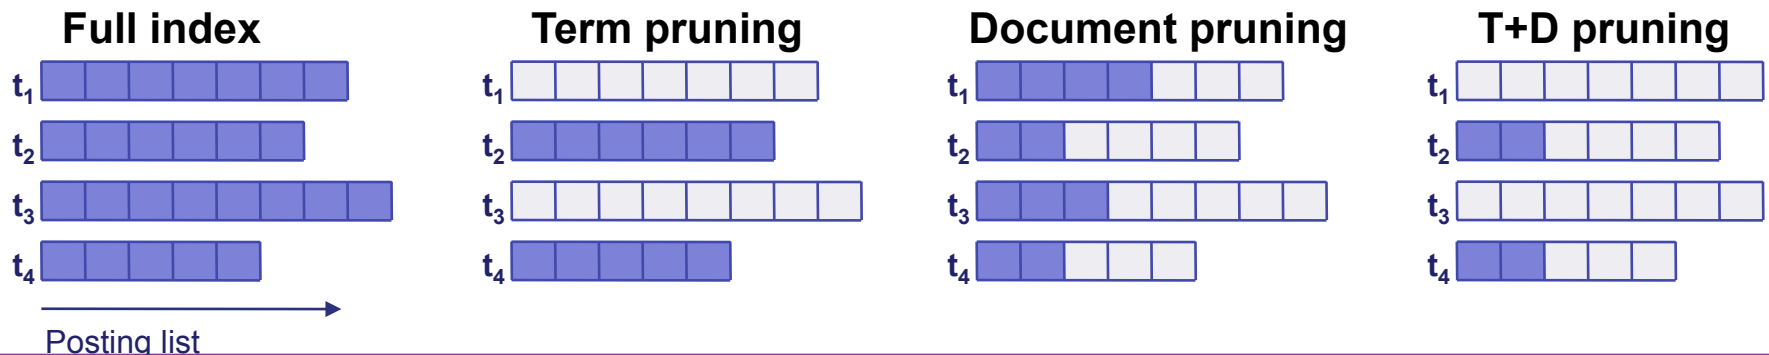 Full index
t1
t2
t3
t4
Posting list
Term pruning
t1
t2
t3
t4
Document pruning
t1
t2
t3
t4
T+D pruning
t1
t2
t3
t4